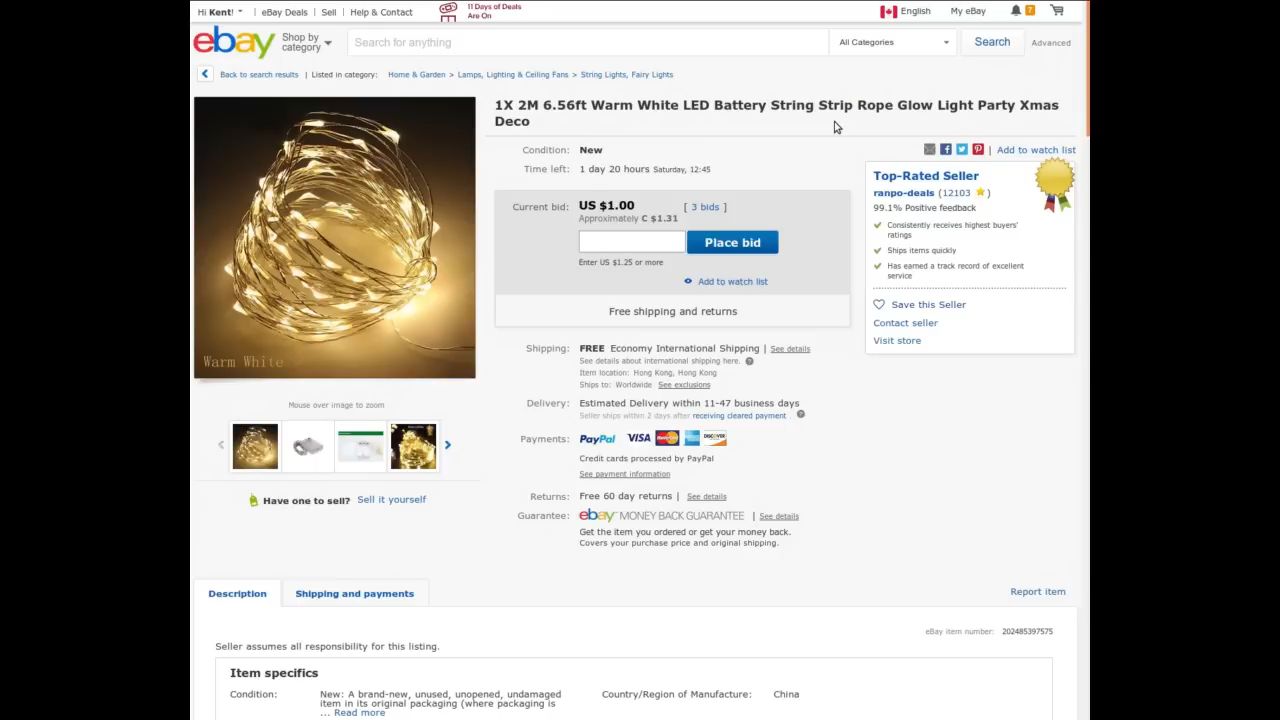 Hi Kent! eBay Deals Sell Help & Contact 11 Days of Deals Are On English My eBay 7
ebay Shop by category Search for anything All Categories Search Advanced
Back to search results | Listed in category: Home & Garden > Lamps, Lighting & Ceiling Fans > String Lights, Fairy Lights
1X 2M 6.56ft Warm White LED Battery String Strip Rope Glow Light Party Xmas
Deco
Condition: New
| Add to watch list
Time left: 1 day 20 hours Saturday, 12:45
Current bid: US $1.00 [ 3 bids ]
Approximately C $1.31
Place bid
Enter US $1.25 or more
Add to watch list
Free shipping and returns
Top-Rated Seller
ranpo-deals (12103 )
99.1% Positive feedback
Consistently receives highest buyers'
ratings
Ships items quickly
Has earned a track record of excellent
service
Save this Seller
Contact seller
Visit store
Warm White
Mouse over image to zoom
Have one to sell? Sell it yourself
Shipping: FREE Economy International Shipping | See details
See details about international shipping here. ?
Item location: Hong Kong, Hong Kong
Ships to: Worldwide See exclusions
Delivery: Estimated Delivery within 11-47 business days
Seller ships within 2 days after receiving cleared payment . ?
Payments: PayPal VISA MasterCard DISCOVER
Credit cards processed by PayPal
See payment information
Returns: Free 60 day returns | See details
Guarantee: ebay MONEY BACK GUARANTEE | See details
Get the item you ordered or get your money back.
Covers your purchase price and original shipping.
Description Shipping and payments Report item
eBay item number: 202485397575
Seller assumes all responsibility for this listing.
Item specifics
Condition: New: A brand-new, unused, unopened, undamaged
item in its original packaging (where packaging is
... Read more
Country/Region of Manufacture: China